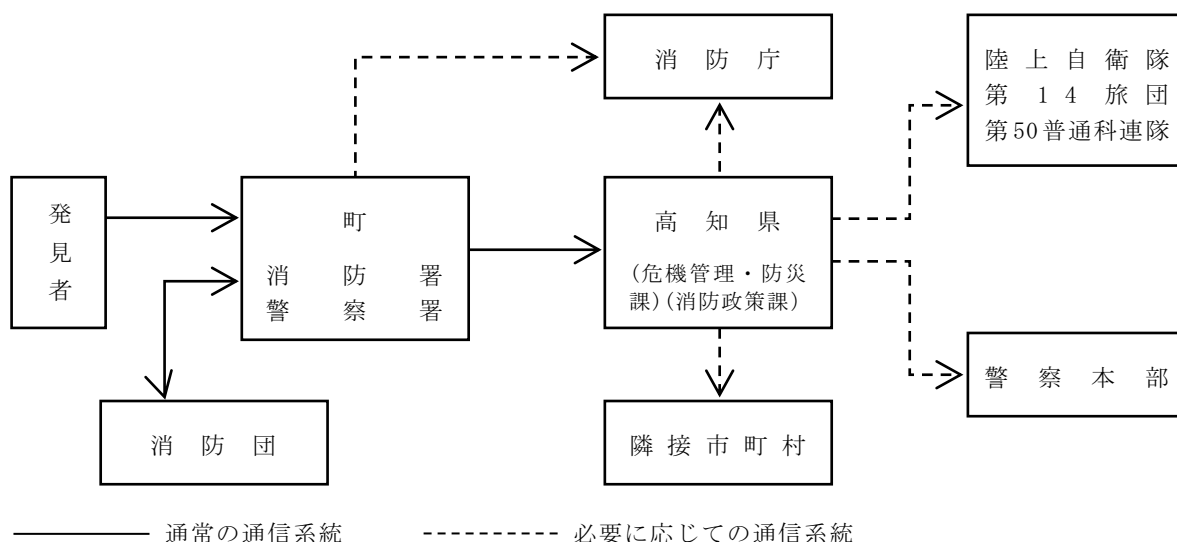 消防庁
陸上自衛隊
第14旅団
第50普通科連隊
発見者
町
消防署
警察署
高知県
(危機管理・防災
課)(消防政策課)
警察本部
消防団
隣接市町村
通常の通信系統
必要に応じての通信系統